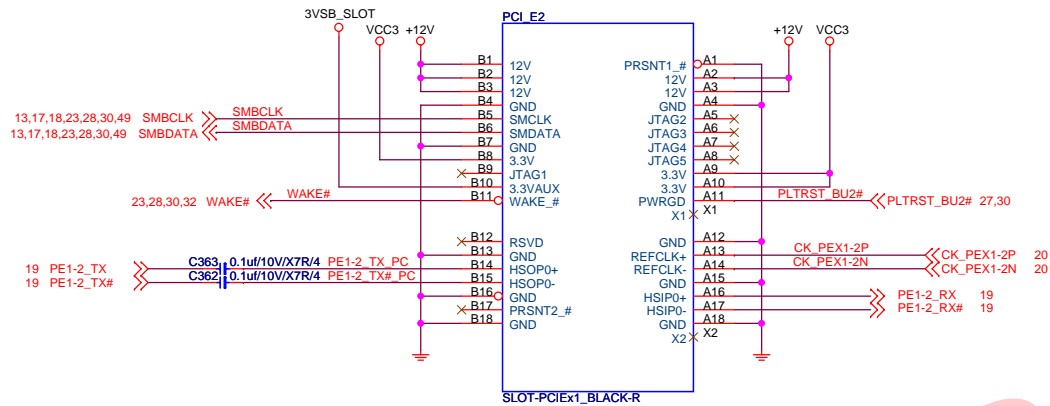 PCI_E2
3VSB_SLOT
VCC3
+12V
+12V
VCC3
B1 12V
B2 12V
B3 12V
B4 GND
13,17,18,23,28,30,49 SMBCLK SMBCLK B5 SMCLK
13,17,18,23,28,30,49 SMBDATA SMBDATA B6 SMDATA
B7 GND
B8 3.3V
B9 JTAG1
B10 3.3VAUX
23,28,30,32 WAKE# WAKE# B11 WAKE_#
B12 RSVD
B13 GND
19 PE1-2_TX C363 0.1uf/10V/X7R/4 PE1-2_TX_PC B14 HSOP0+
19 PE1-2_TX# C362 0.1uf/10V/X7R/4 PE1-2_TX#_PC B15 HSOP0-
B16 GND
B17 PRSNT2_#
B18 GND
PRSNT1_# A1
12V A2
12V A3
GND A4
JTAG2 A5
JTAG3 A6
JTAG4 A7
JTAG5 A8
3.3V A9
3.3V A10
PWRGD A11 PLTRST_BU2# PLTRST_BU2# 27,30
X1 X1
GND A12
REFCLK+ A13 CK_PEX1-2P CK_PEX1-2P 20
REFCLK- A14 CK_PEX1-2N CK_PEX1-2N 20
GND A15
HSIP0+ A16 PE1-2_RX 19
HSIP0- A17 PE1-2_RX# 19
GND A18
X2 X2
SLOT-PCIEx1_BLACK-R